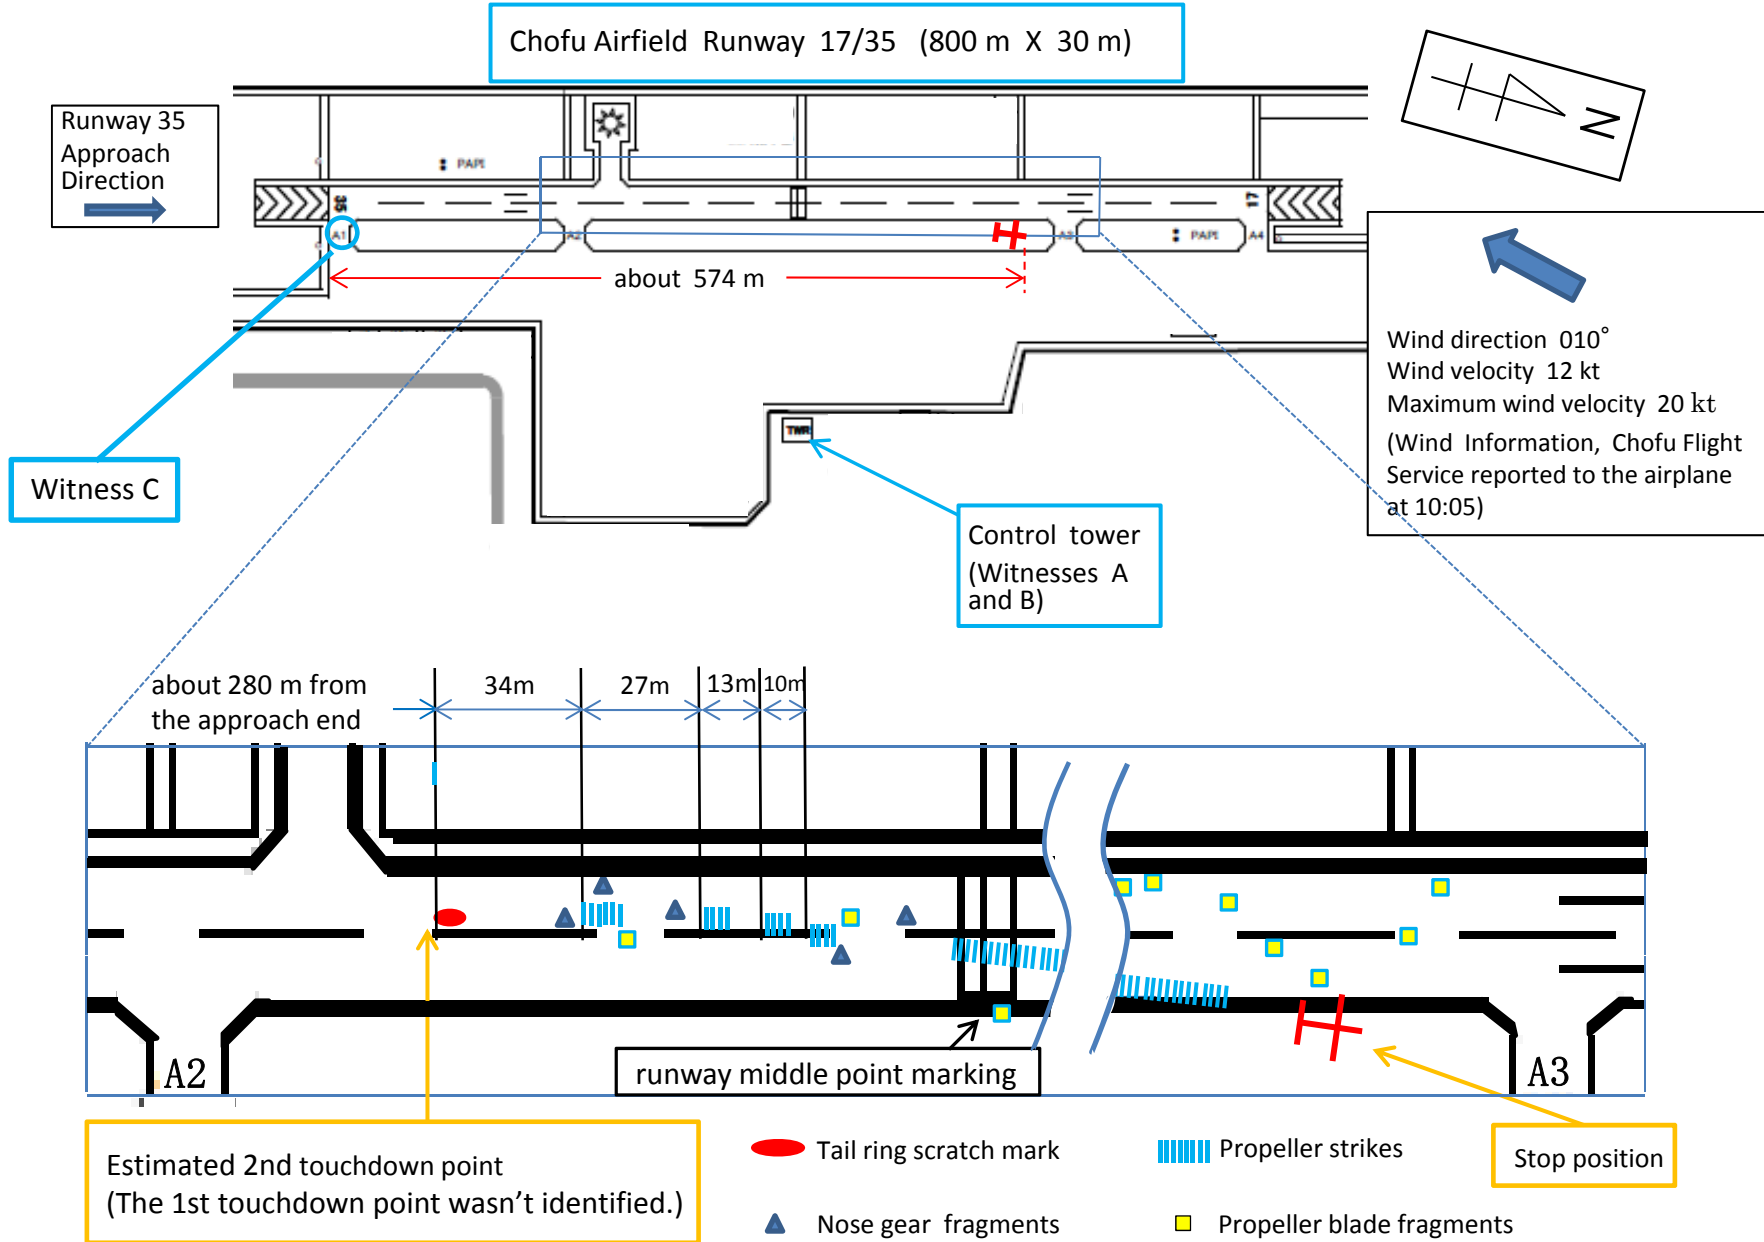 Chofu Airfield Runway 17/35 (800 m X 30 m)
Runway 35
Approach
Direction
N
PAPI
35
17
A1
A2
A3
PAPI
A4
about 574 m
Wind direction 010°
Wind velocity 12 kt
Maximum wind velocity 20 kt
(Wind Information, Chofu Flight
Service reported to the airplane
at 10:05)
TWR
Witness C
Control tower
(Witnesses A
and B)
about 280 m from
the approach end
34m
27m
13m
10m
A2
A3
runway middle point marking
Estimated 2nd touchdown point
(The 1st touchdown point wasn't identified.)
Tail ring scratch mark
Propeller strikes
Stop position
Nose gear fragments
Propeller blade fragments